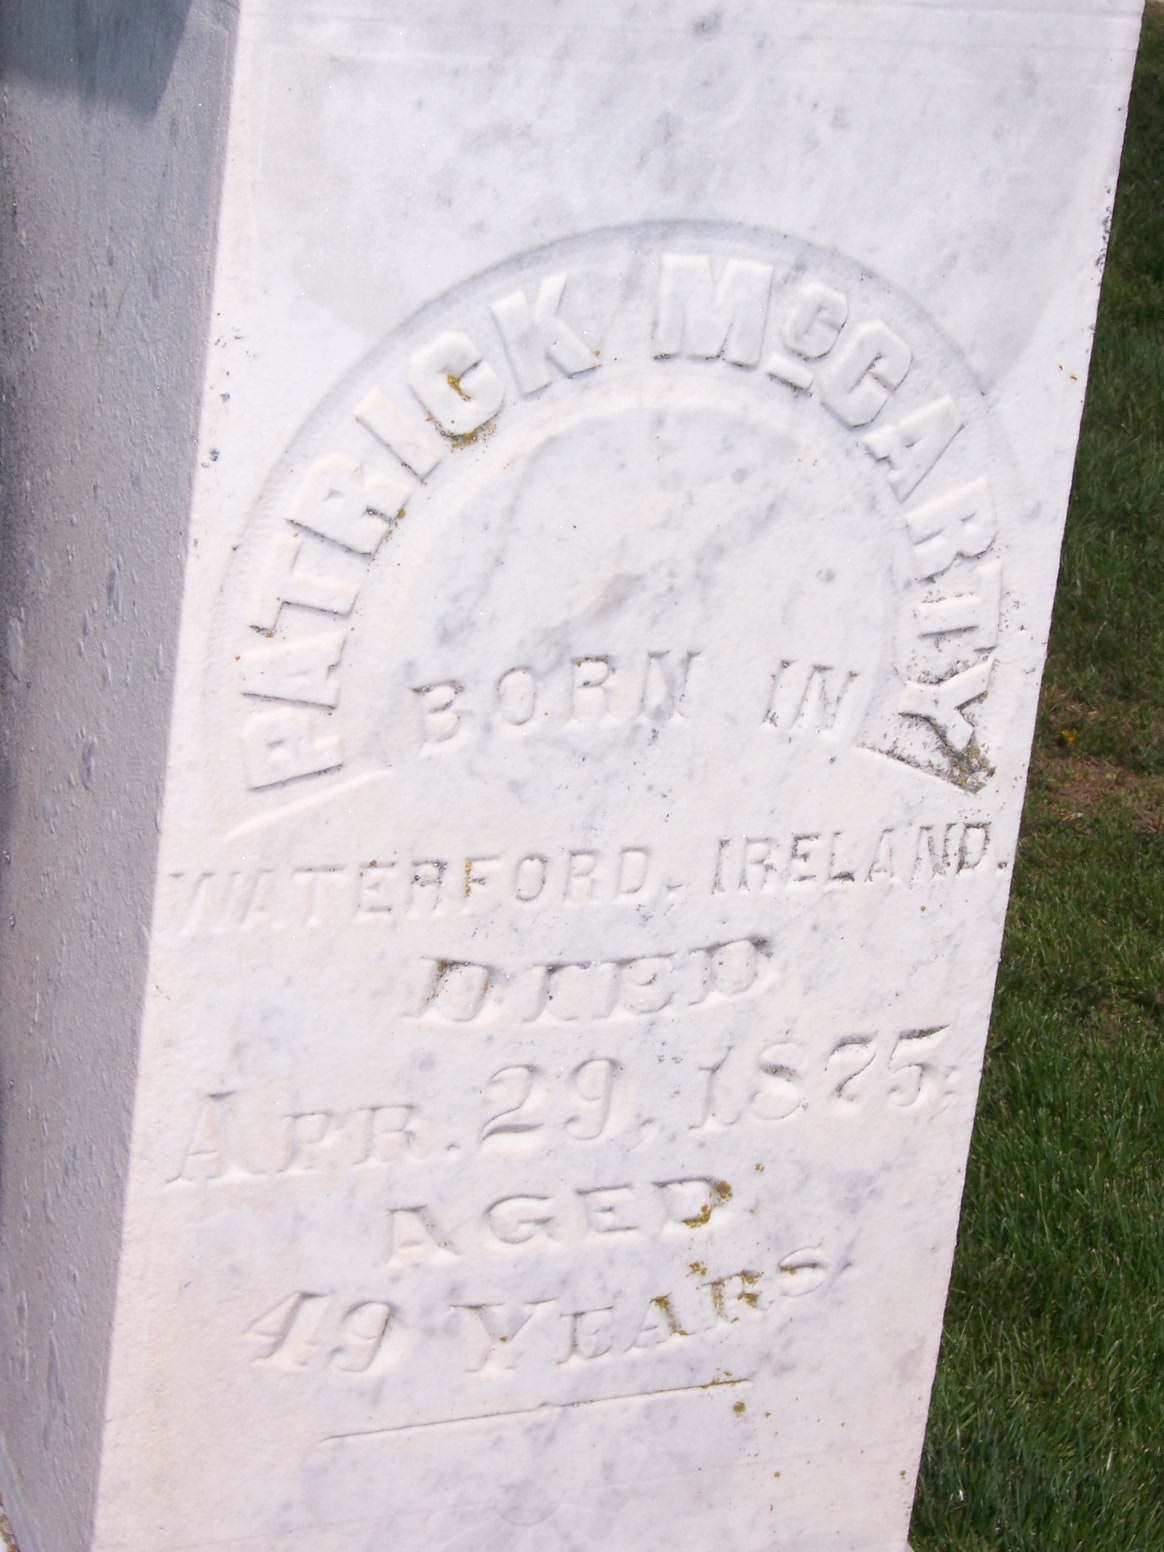 PATRICK McCARTY
BORN IN
WATERFORD, IRELAND.
DIED
APR. 29, 1875;
AGED
49 YEARS.